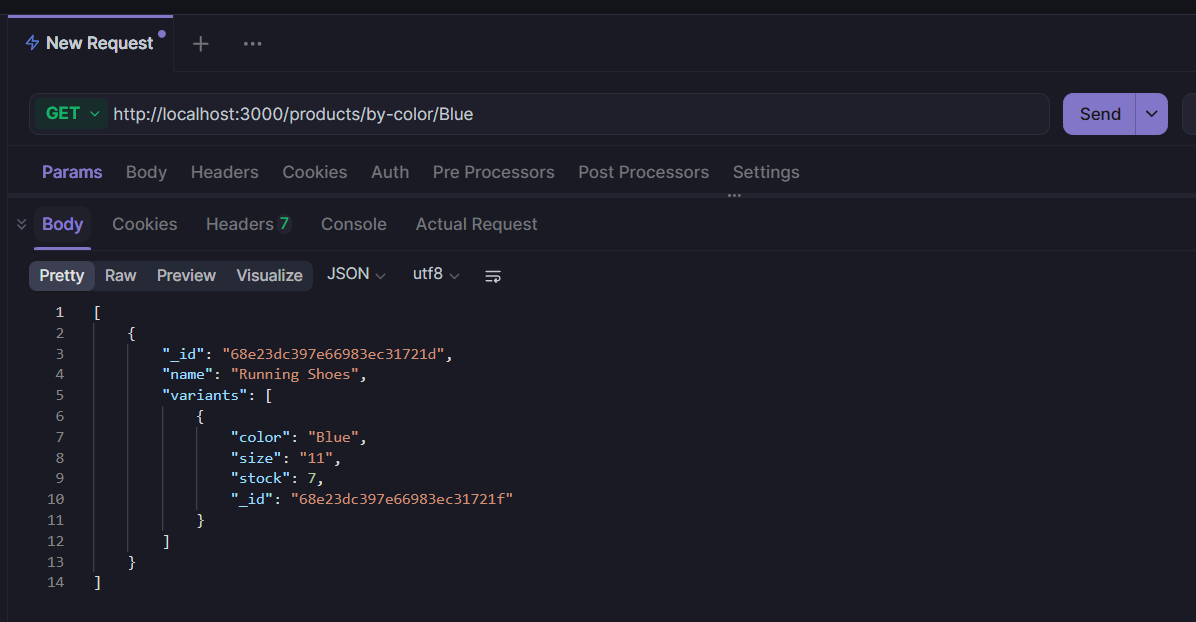 New Request
GET http://localhost:3000/products/by-color/Blue Send
Params Body Headers Cookies Auth Pre Processors Post Processors Settings
Body Cookies Headers 7 Console Actual Request
Pretty Raw Preview Visualize JSON utf8
1 [
2 {
3 "_id": "68e23dc397e66983ec31721d",
4 "name": "Running Shoes",
5 "variants": [
6 {
7 "color": "Blue",
8 "size": "11",
9 "stock": 7,
10 "_id": "68e23dc397e66983ec31721f"
11 }
12 ]
13 }
14 ]